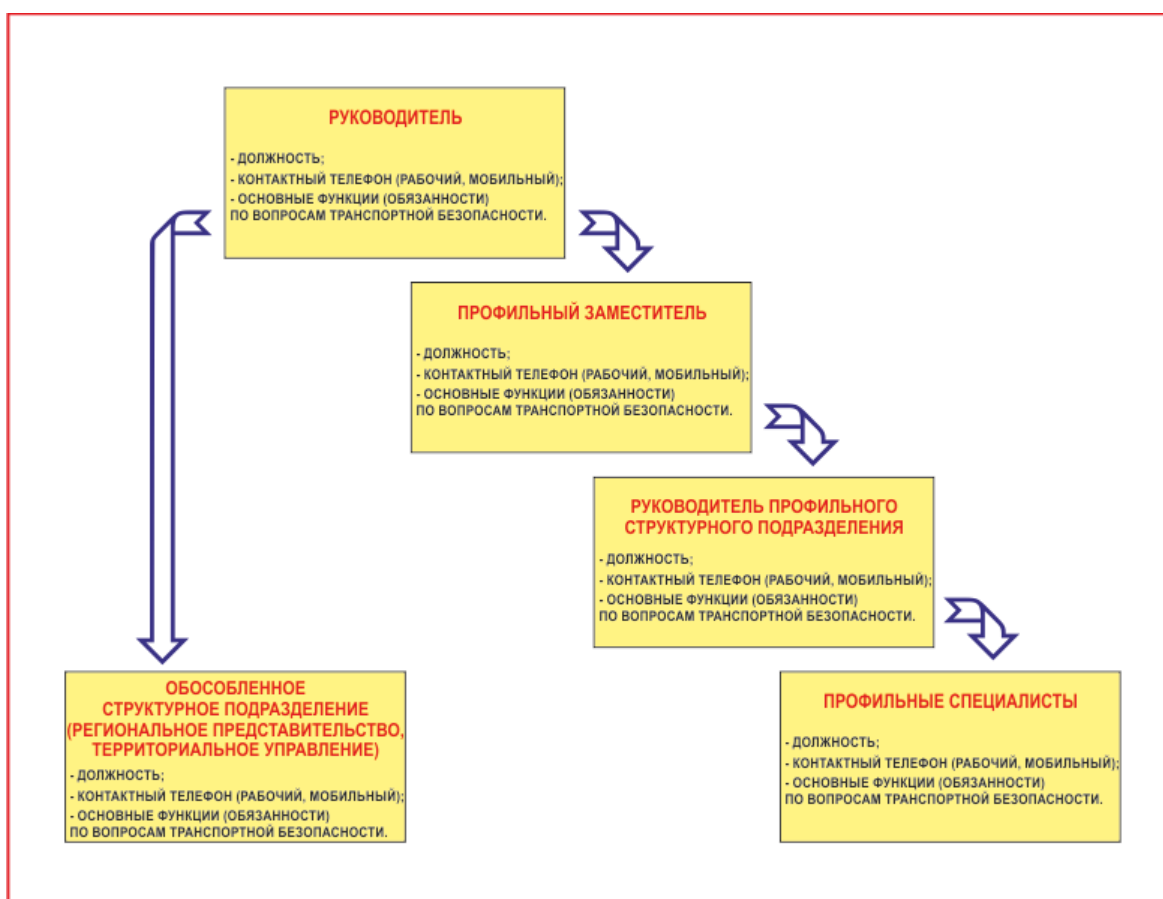 РУКОВОДИТЕЛЬ
- ДОЛЖНОСТЬ;
- КОНТАКТНЫЙ ТЕЛЕФОН (РАБОЧИЙ, МОБИЛЬНЫЙ);
- ОСНОВНЫЕ ФУНКЦИИ (ОБЯЗАННОСТИ)
ПО ВОПРОСАМ ТРАНСПОРТНОЙ БЕЗОПАСНОСТИ.
ПРОФИЛЬНЫЙ ЗАМЕСТИТЕЛЬ
- ДОЛЖНОСТЬ;
- КОНТАКТНЫЙ ТЕЛЕФОН (РАБОЧИЙ, МОБИЛЬНЫЙ);
- ОСНОВНЫЕ ФУНКЦИИ (ОБЯЗАННОСТИ)
ПО ВОПРОСАМ ТРАНСПОРТНОЙ БЕЗОПАСНОСТИ.
РУКОВОДИТЕЛЬ ПРОФИЛЬНОГО
СТРУКТУРНОГО ПОДРАЗДЕЛЕНИЯ
- ДОЛЖНОСТЬ;
- КОНТАКТНЫЙ ТЕЛЕФОН (РАБОЧИЙ, МОБИЛЬНЫЙ);
- ОСНОВНЫЕ ФУНКЦИИ (ОБЯЗАННОСТИ)
ПО ВОПРОСАМ ТРАНСПОРТНОЙ БЕЗОПАСНОСТИ.
ОБОСОБЛЕННОЕ
СТРУКТУРНОЕ ПОДРАЗДЕЛЕНИЕ
(РЕГИОНАЛЬНОЕ ПРЕДСТАВИТЕЛЬСТВО,
ТЕРРИТОРИАЛЬНОЕ УПРАВЛЕНИЕ)
- ДОЛЖНОСТЬ;
- КОНТАКТНЫЙ ТЕЛЕФОН (РАБОЧИЙ, МОБИЛЬНЫЙ);
- ОСНОВНЫЕ ФУНКЦИИ (ОБЯЗАННОСТИ)
ПО ВОПРОСАМ ТРАНСПОРТНОЙ БЕЗОПАСНОСТИ.
ПРОФИЛЬНЫЕ СПЕЦИАЛИСТЫ
- ДОЛЖНОСТЬ;
- КОНТАКТНЫЙ ТЕЛЕФОН (РАБОЧИЙ, МОБИЛЬНЫЙ);
- ОСНОВНЫЕ ФУНКЦИИ (ОБЯЗАННОСТИ)
ПО ВОПРОСАМ ТРАНСПОРТНОЙ БЕЗОПАСНОСТИ.